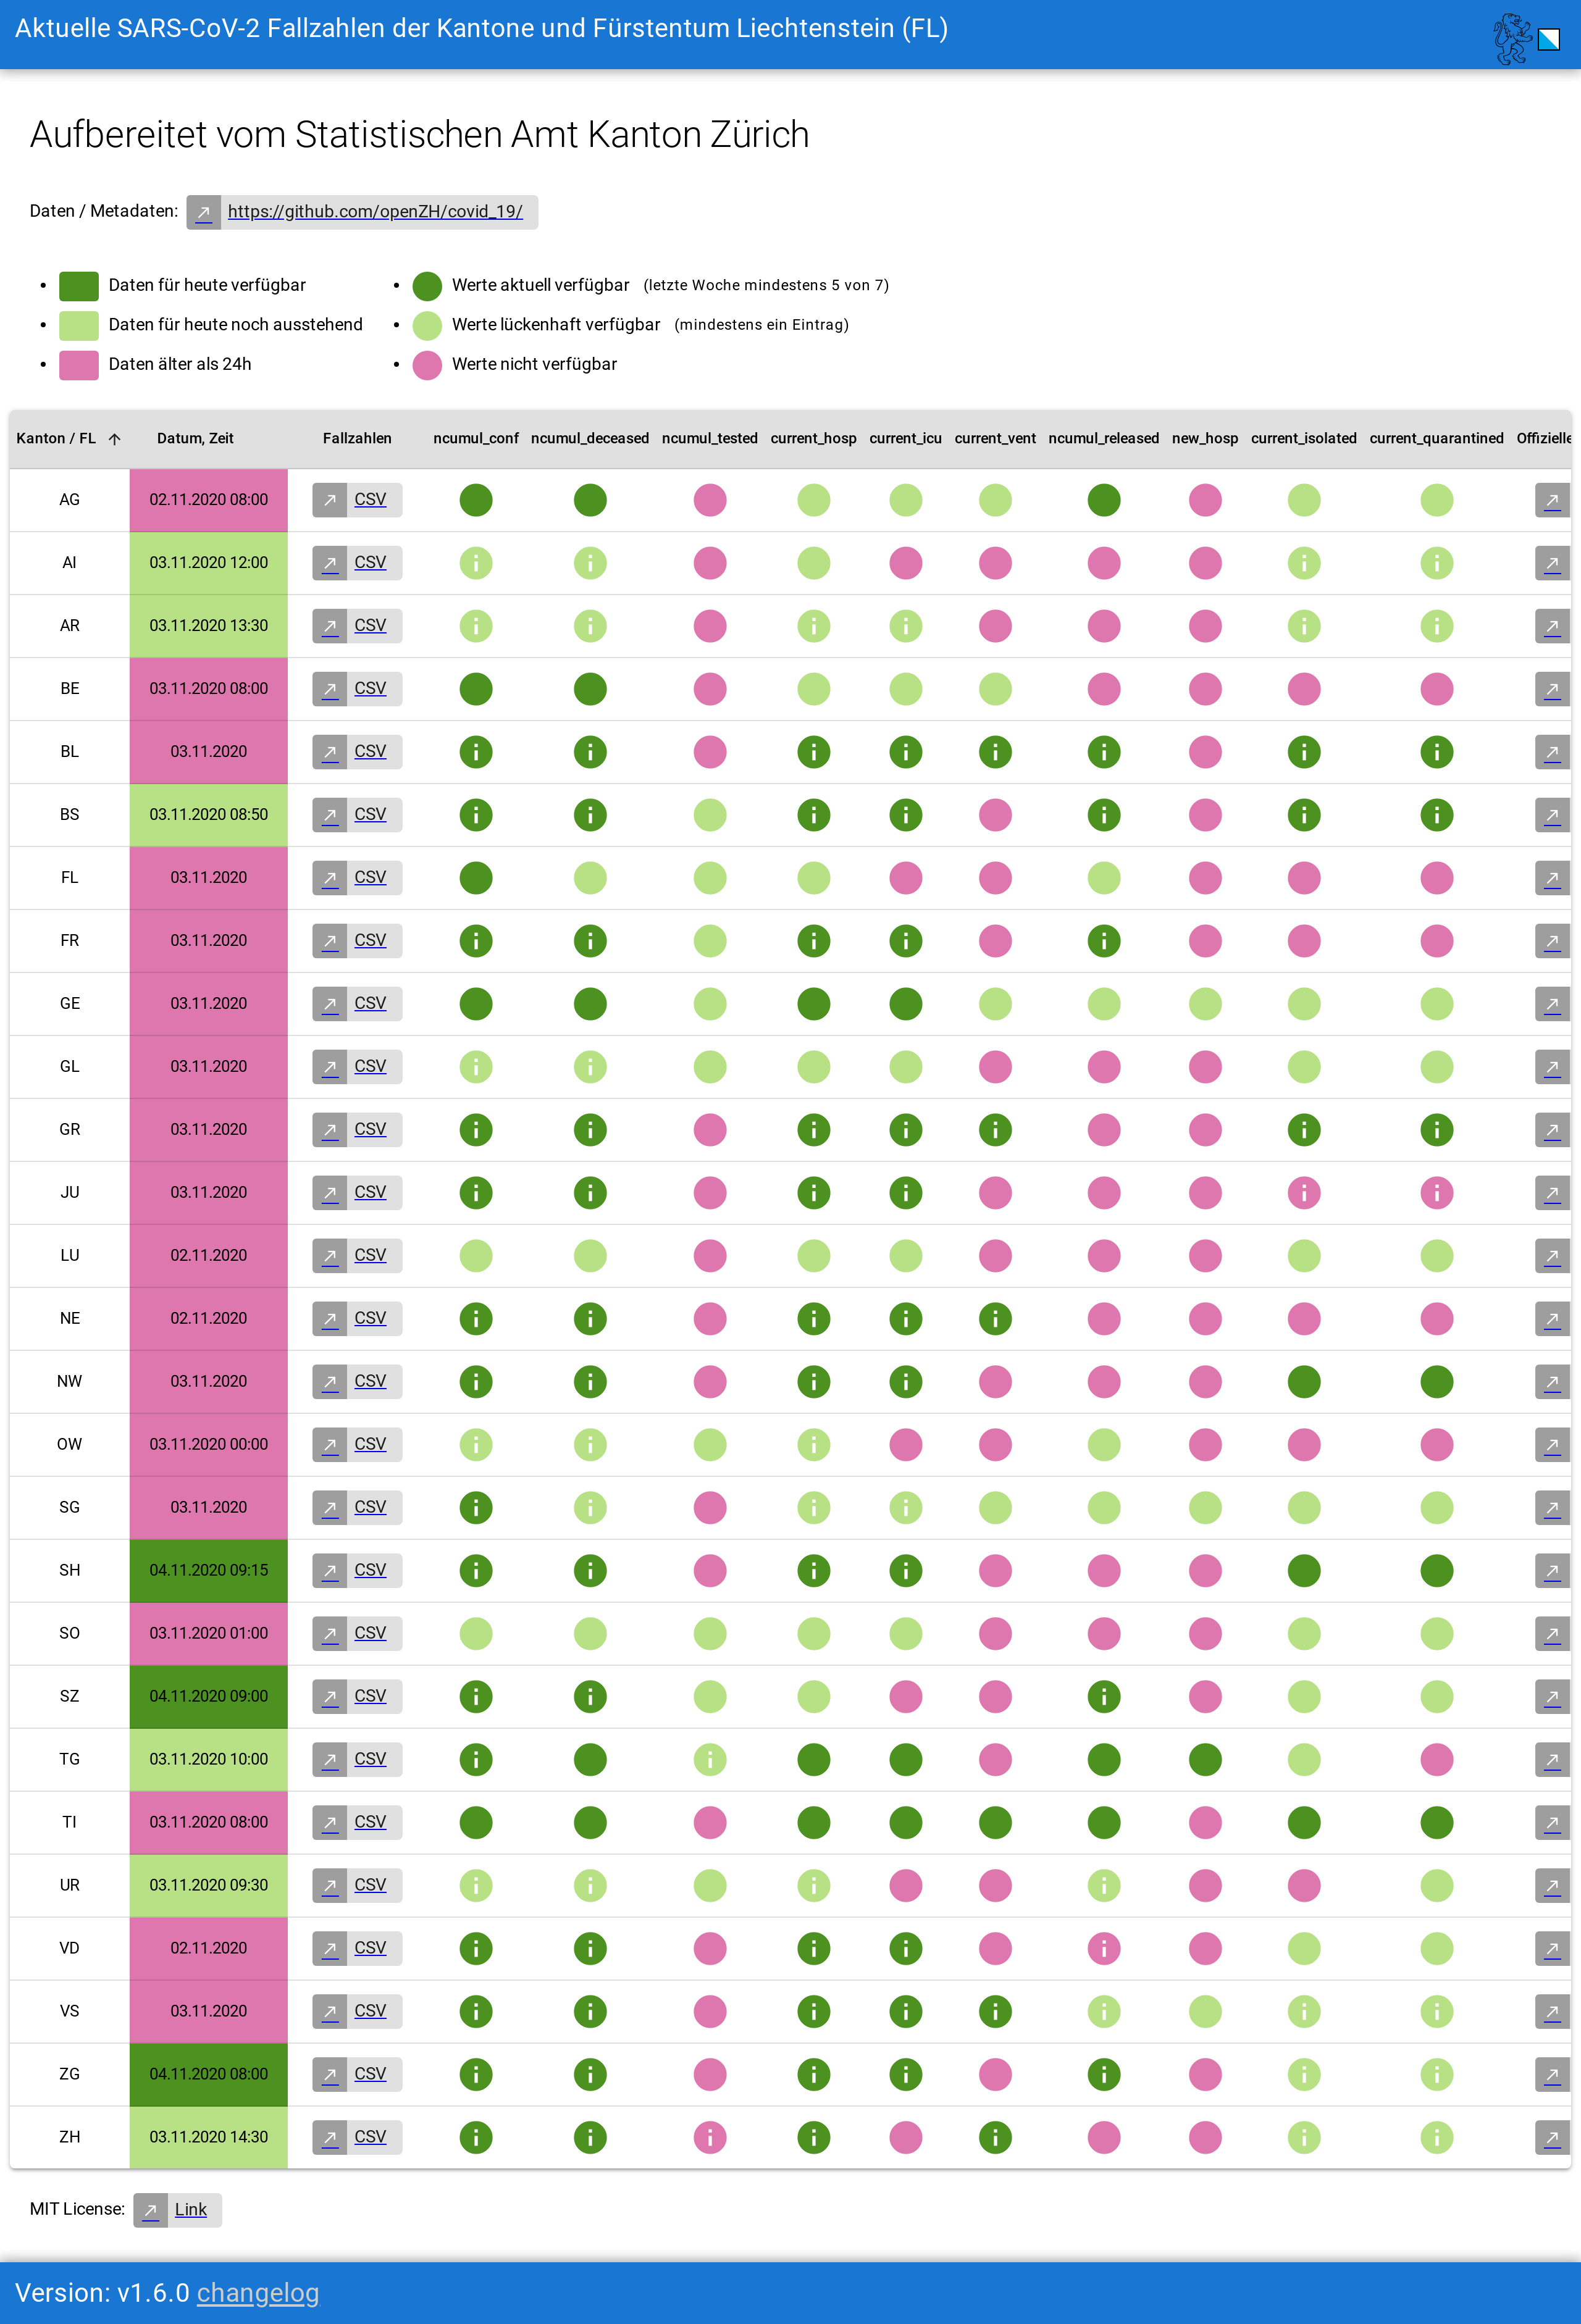 Aktuelle SARS-CoV-2 Fallzahlen der Kantone und Fürstentum Liechtenstein (FL)
Aufbereitet vom Statistischen Amt Kanton Zürich
Daten / Metadaten: https://github.com/openZH/covid_19/
Daten für heute verfügbar
Daten für heute noch ausstehend
Daten älter als 24h
Werte aktuell verfügbar (letzte Woche mindestens 5 von 7)
Werte lückenhaft verfügbar (mindestens ein Eintrag)
Werte nicht verfügbar
Kanton / FL Datum, Zeit Fallzahlen ncumul_conf ncumul_deceased ncumul_tested current_hosp current_icu current_vent ncumul_released new_hosp current_isolated current_quarantined Offizielle
AG 02.11.2020 08:00 CSV
AI 03.11.2020 12:00 CSV
AR 03.11.2020 13:30 CSV
BE 03.11.2020 08:00 CSV
BL 03.11.2020 CSV
BS 03.11.2020 08:50 CSV
FL 03.11.2020 CSV
FR 03.11.2020 CSV
GE 03.11.2020 CSV
GL 03.11.2020 CSV
GR 03.11.2020 CSV
JU 03.11.2020 CSV
LU 02.11.2020 CSV
NE 02.11.2020 CSV
NW 03.11.2020 CSV
OW 03.11.2020 00:00 CSV
SG 03.11.2020 CSV
SH 04.11.2020 09:15 CSV
SO 03.11.2020 01:00 CSV
SZ 04.11.2020 09:00 CSV
TG 03.11.2020 10:00 CSV
TI 03.11.2020 08:00 CSV
UR 03.11.2020 09:30 CSV
VD 02.11.2020 CSV
VS 03.11.2020 CSV
ZG 04.11.2020 08:00 CSV
ZH 03.11.2020 14:30 CSV
MIT License: Link
Version: v1.6.0 changelog